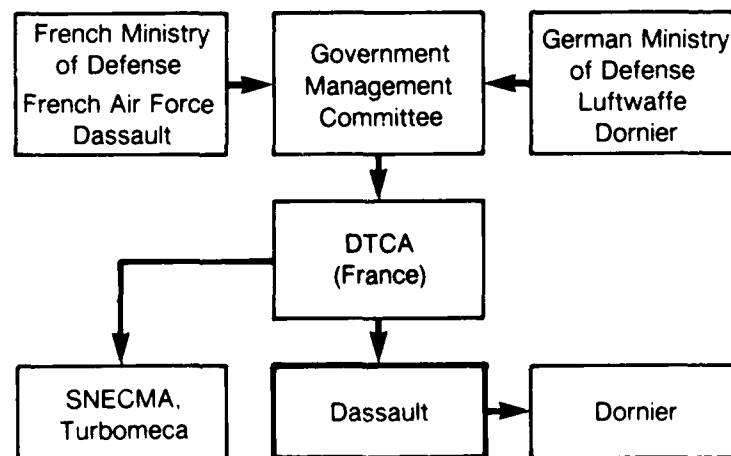 French Ministry
of Defense
French Air Force
Dassault
Government
Management
Committee
German Ministry
of Defense
Luftwaffe
Dornier
DTCA
(France)
SNECMA,
Turbomeca
Dassault
Dornier